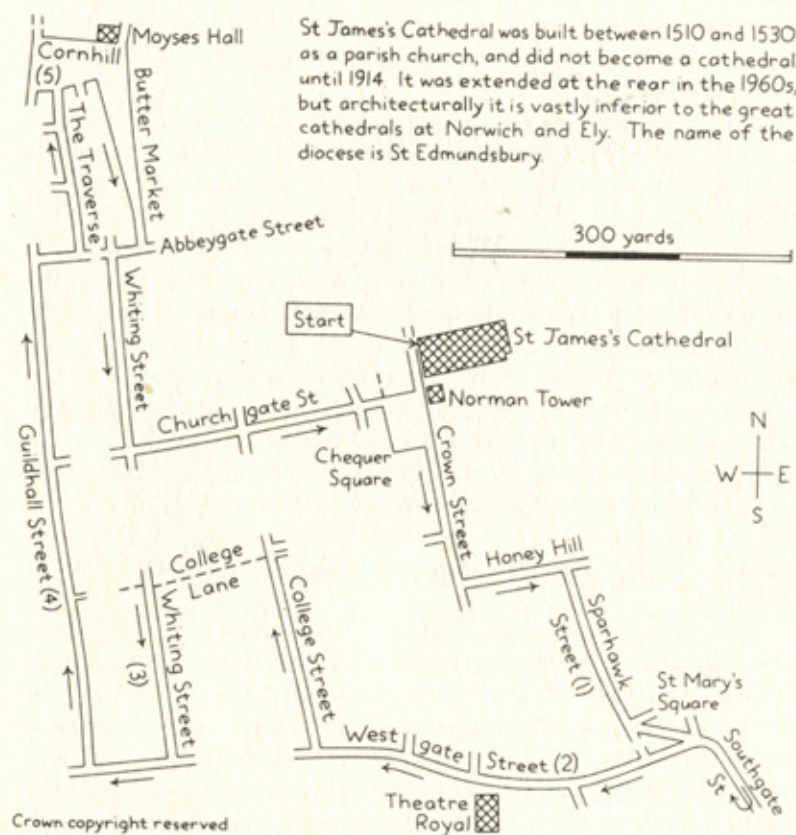 St James's Cathedral was built between 1510 and 1530
as a parish church, and did not become a cathedral
until 1914. It was extended at the rear in the 1960s,
but architecturally it is vastly inferior to the great
cathedrals at Norwich and Ely. The name of the
diocese is St Edmundsbury.
Moyses Hall
Cornhill
(5)
Butter Market
The Traverse
Abbeygate Street
300 yards
Whiting Street
Start
St James's Cathedral
Norman Tower
Churchgate St
Chequer
Square
Crown Street
N
W E
S
Guildhall Street (4)
College
Lane
Honey Hill
Whiting Street
(3)
College Street
Sparhawk
Street (1)
St Mary's
Square
Southgate
St
Westgate Street (2)
Theatre
Royal
Crown copyright reserved